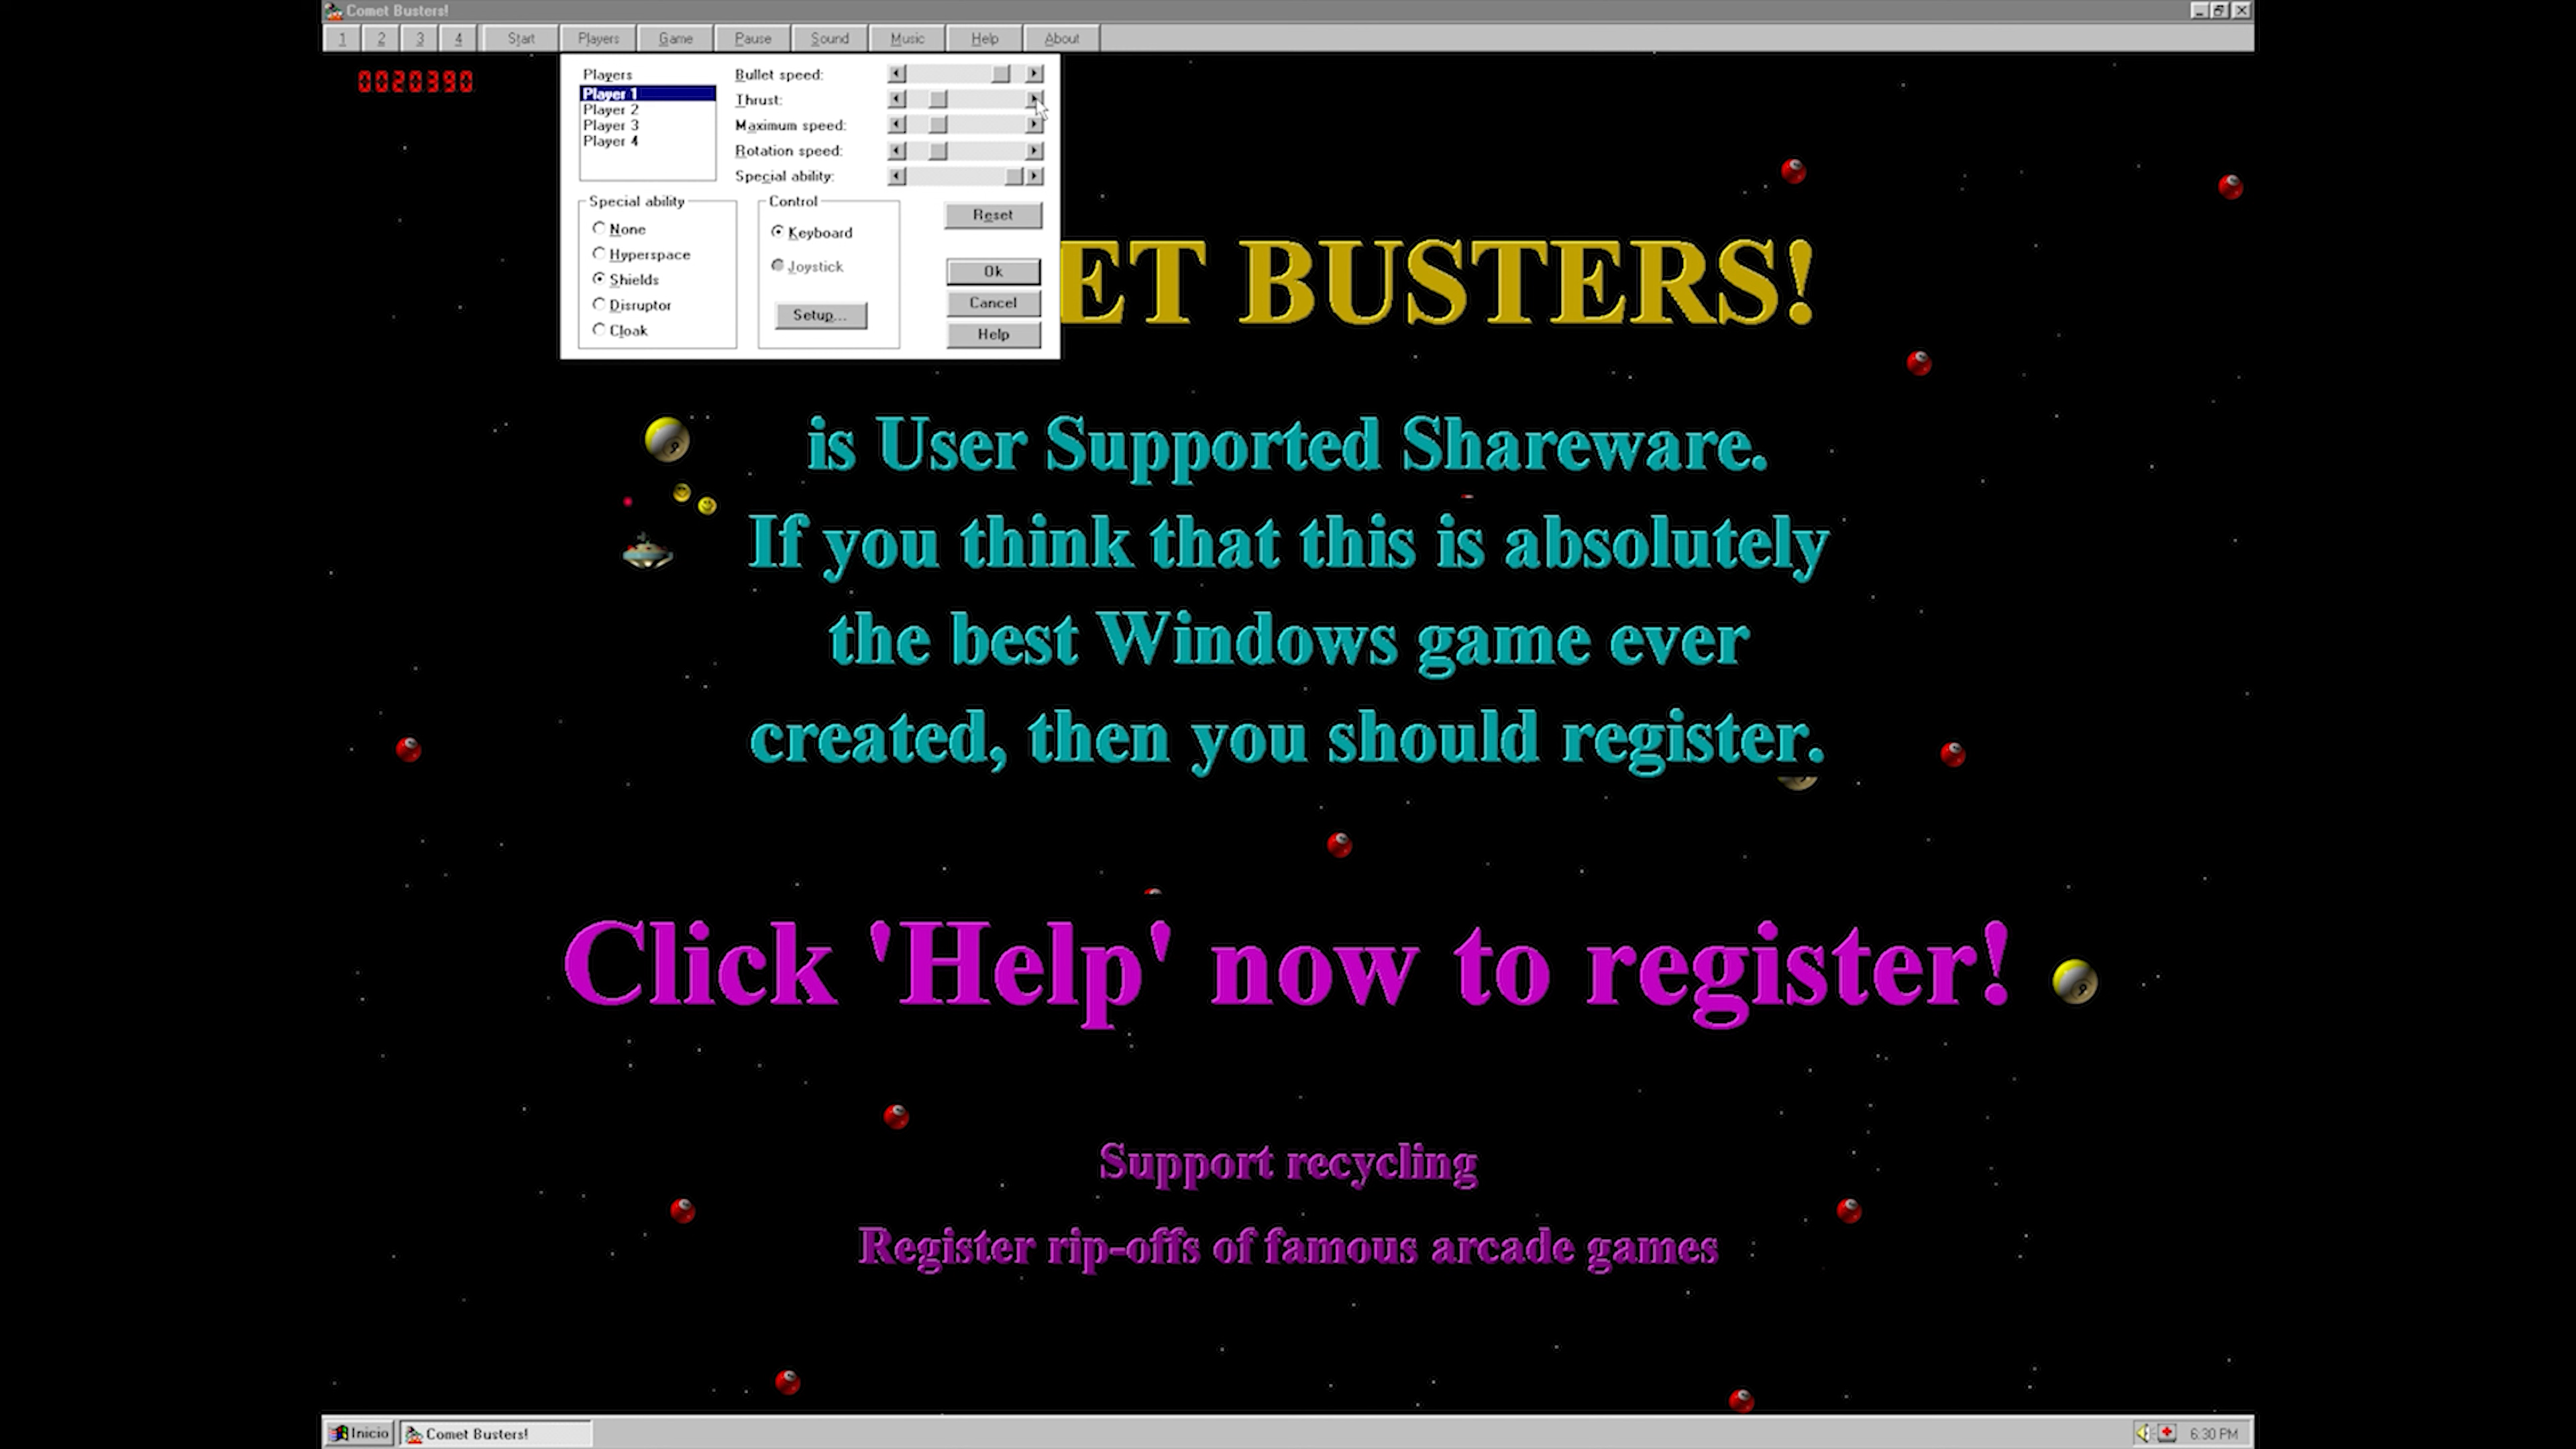 Comet Busters!
1 2 3 4 Start Players Game Pause Sound Music Help About
0020390
Players
Player 1
Player 2
Player 3
Player 4
Bullet speed:
Thrust:
Maximum speed:
Rotation speed:
Special ability:
Special ability
None
Hyperspace
Shields
Disruptor
Cloak
Control
Keyboard
Joystick
Setup...
Reset
Ok
Cancel
Help
ET BUSTERS!
is User Supported Shareware.
If you think that this is absolutely
the best Windows game ever
created, then you should register.
Click 'Help' now to register!
Support recycling
Register rip-offs of famous arcade games
Inicio
Comet Busters!
6:30 PM